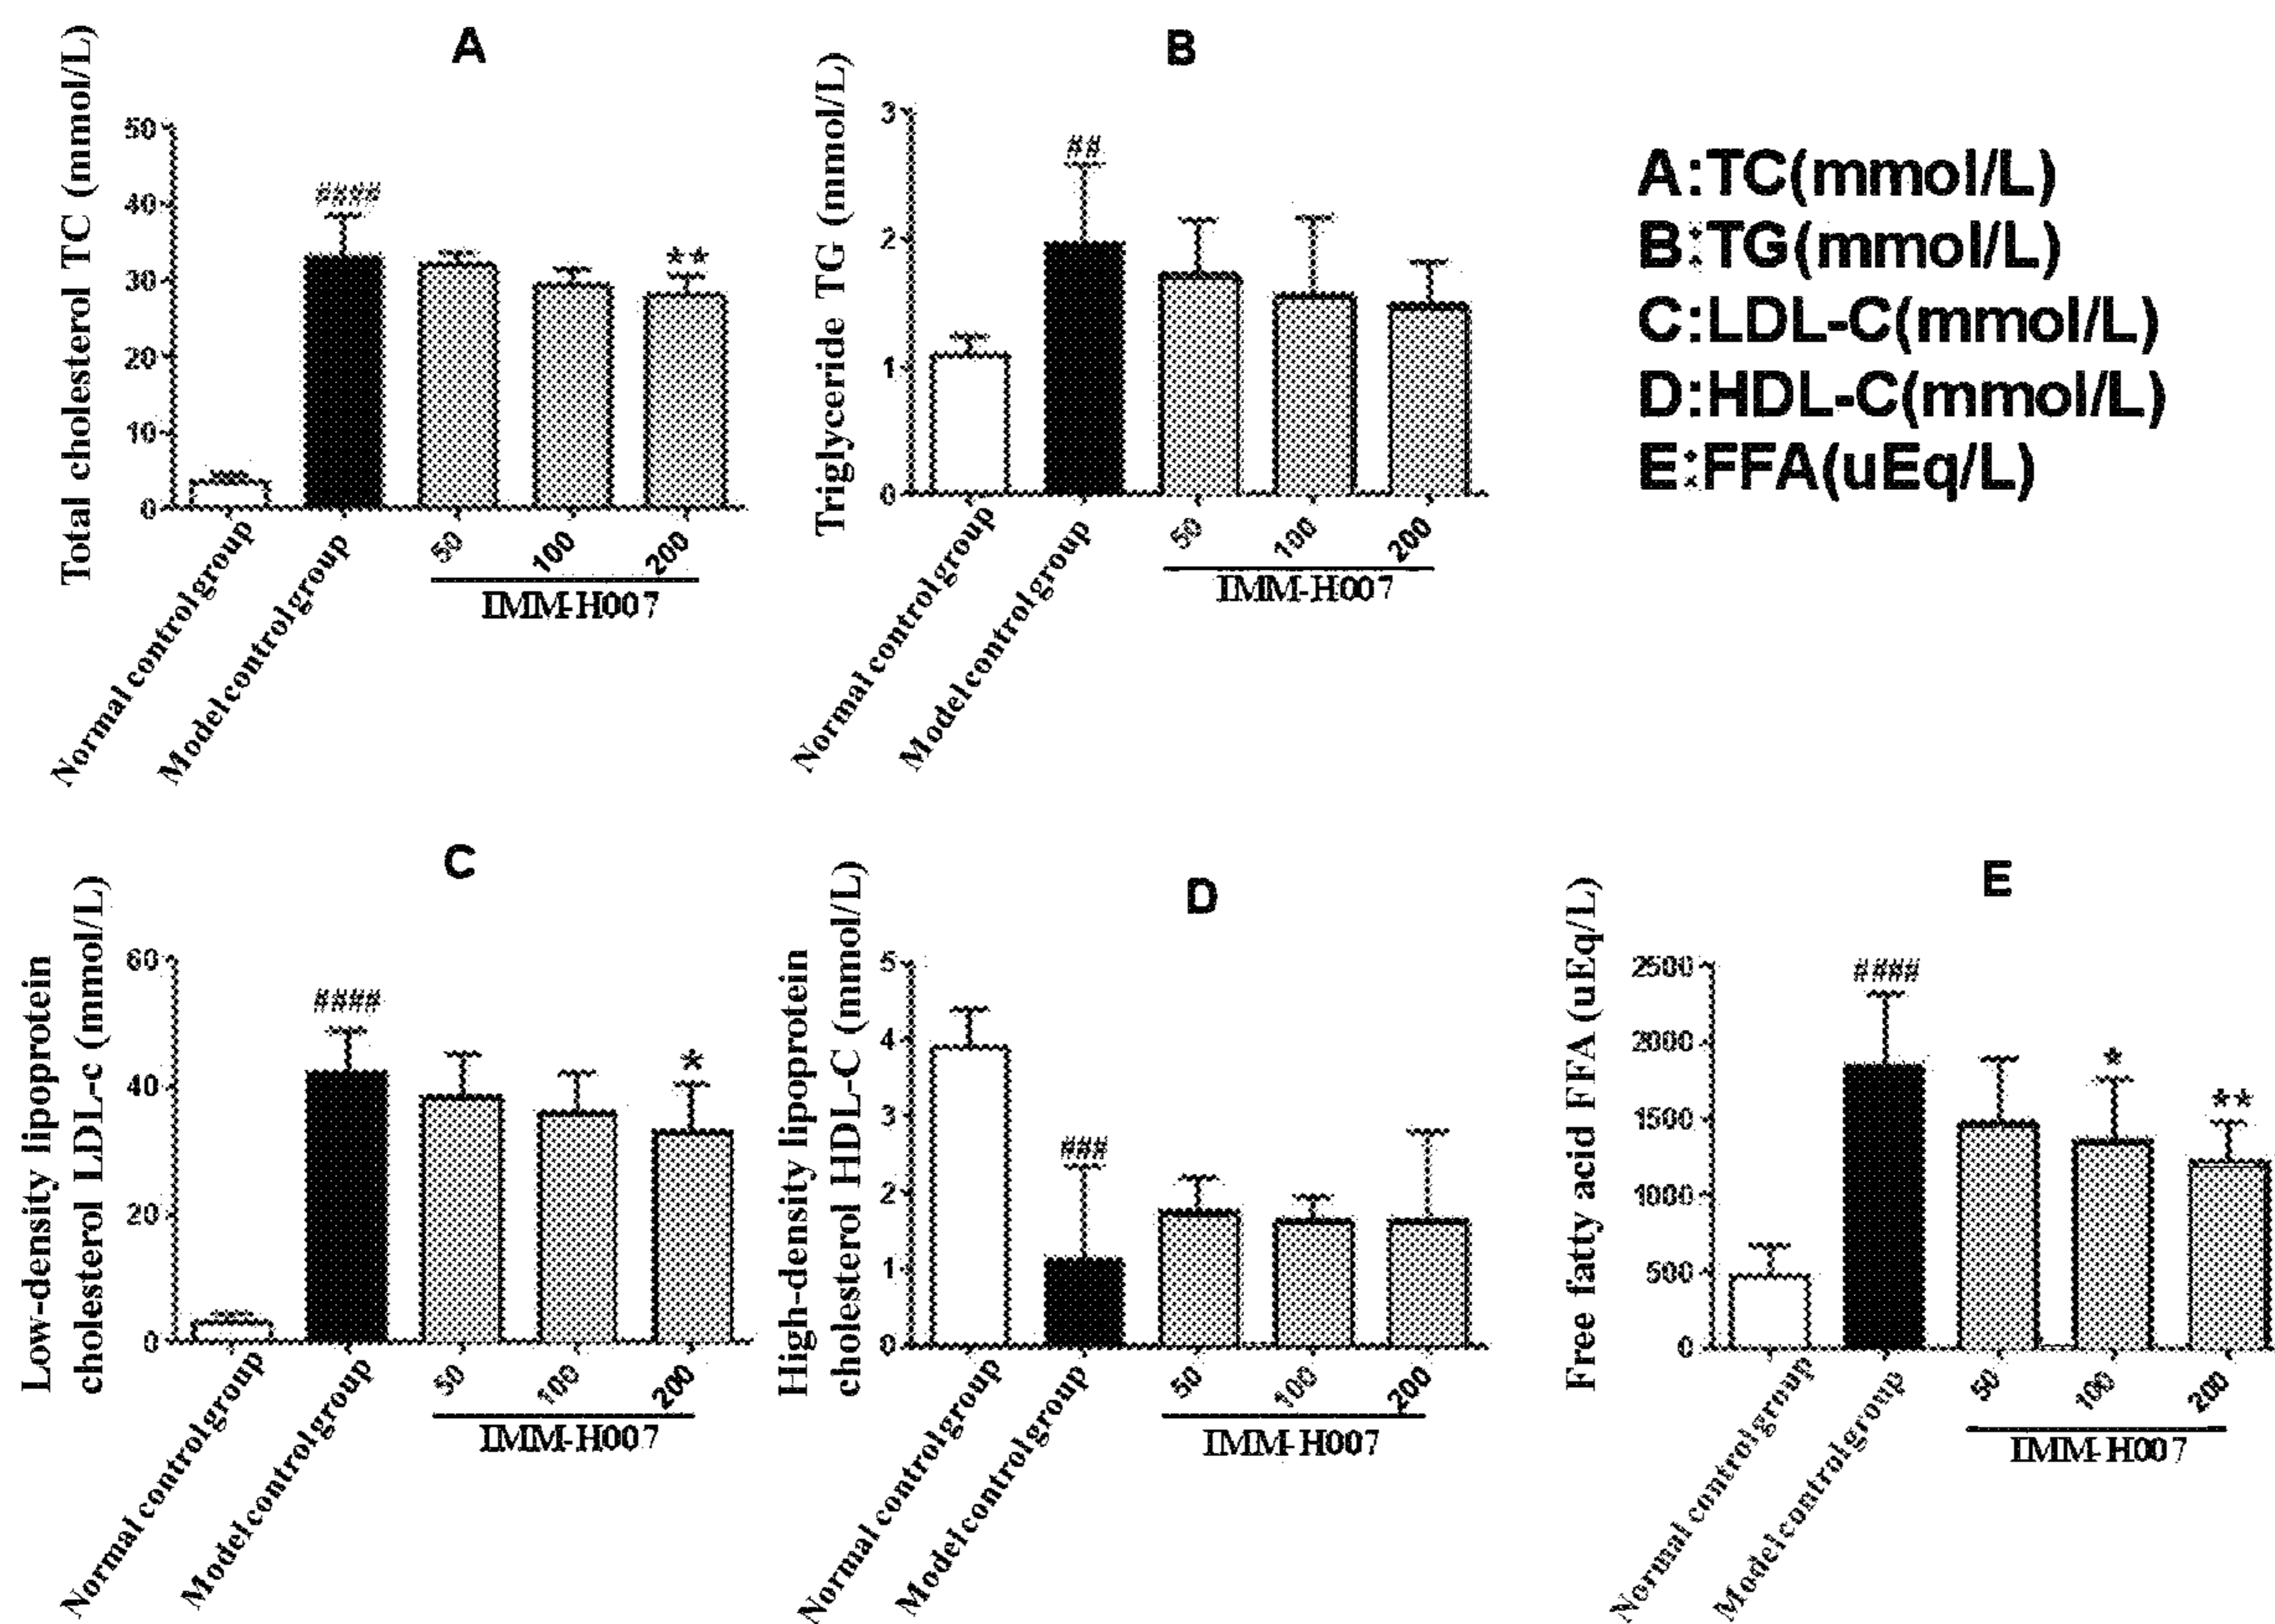 A
Total cholesterol TC (mmol/L)
50
40
30
20
10
0
####
**
Normal control group
Model control group
50
100
200
IMM-H007
B
Triglyceride TG (mmol/L)
3
2
1
0
##
Normal control group
Model control group
50
100
200
IMM-H007
A:TC(mmol/L)
B:TG(mmol/L)
C:LDL-C(mmol/L)
D:HDL-C(mmol/L)
E:FFA(uEq/L)
C
Low-density lipoprotein
cholesterol LDL-c (mmol/L)
60
40
20
0
####
*
Normal control group
Model control group
50
100
200
IMM-H007
D
High-density lipoprotein
cholesterol HDL-C (mmol/L)
5
4
3
2
1
0
###
Normal control group
Model control group
50
100
200
IMM-H007
E
Free fatty acid FFA (uEq/L)
2500
2000
1500
1000
500
0
####
*
**
Normal control group
Model control group
50
100
200
IMM-H007